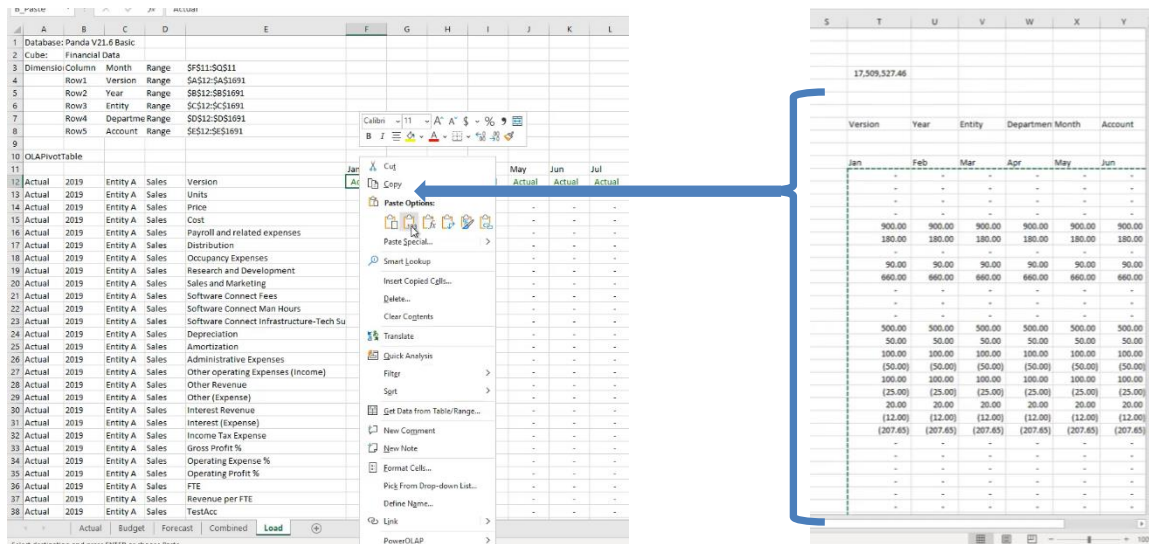 B_Paste Actual
A B C D E F G H I J K L
1 Database: Panda V21.6 Basic
2 Cube: Financial Data
3 Dimensio Column Month Range $F$11:$Q$11
4 Row1 Version Range $A$12:$A$1691
5 Row2 Year Range $B$12:$B$1691
6 Row3 Entity Range $C$12:$C$1691
7 Row4 Departme Range $D$12:$D$1691
8 Row5 Account Range $E$12:$E$1691
9
10 OLAPivotTable
11 Jan May Jun Jul
12 Actual 2019 Entity A Sales Version Actual Actual Actual
13 Actual 2019 Entity A Sales Units - - -
14 Actual 2019 Entity A Sales Price - - -
15 Actual 2019 Entity A Sales Cost - - -
16 Actual 2019 Entity A Sales Payroll and related expenses - - -
17 Actual 2019 Entity A Sales Distribution - - -
18 Actual 2019 Entity A Sales Occupancy Expenses - - -
19 Actual 2019 Entity A Sales Research and Development - - -
20 Actual 2019 Entity A Sales Sales and Marketing - - -
21 Actual 2019 Entity A Sales Software Connect Fees - - -
22 Actual 2019 Entity A Sales Software Connect Man Hours - - -
23 Actual 2019 Entity A Sales Software Connect Infrastructure-Tech Su - - -
24 Actual 2019 Entity A Sales Depreciation - - -
25 Actual 2019 Entity A Sales Amortization - - -
26 Actual 2019 Entity A Sales Administrative Expenses - - -
27 Actual 2019 Entity A Sales Other operating Expenses (Income) - - -
28 Actual 2019 Entity A Sales Other Revenue - - -
29 Actual 2019 Entity A Sales Other (Expense) - - -
30 Actual 2019 Entity A Sales Interest Revenue - - -
31 Actual 2019 Entity A Sales Interest (Expense) - - -
32 Actual 2019 Entity A Sales Income Tax Expense - - -
33 Actual 2019 Entity A Sales Gross Profit % - - -
34 Actual 2019 Entity A Sales Operating Expense % - - -
35 Actual 2019 Entity A Sales Operating Profit % - - -
36 Actual 2019 Entity A Sales FTE - - -
37 Actual 2019 Entity A Sales Revenue per FTE - - -
38 Actual 2019 Entity A Sales TestAcc - - -
Actual Budget Forecast Combined Load
Select destination and press ENTER or choose Paste
Calibri 11 A A $ % 9
B I A
Cut
Copy
Paste Options:
Paste Special...
Smart Lookup
Insert Copied Cells...
Delete...
Clear Contents
Translate
Quick Analysis
Filter
Sort
Get Data from Table/Range...
New Comment
New Note
Format Cells...
Pick From Drop-down List...
Define Name...
Link
PowerOLAP
S T U V W X Y
17,509,527.46
Version Year Entity Departmen Month Account
Jan Feb Mar Apr May Jun
- - - - - -
- - - - - -
- - - - - -
- - - - - -
900.00 900.00 900.00 900.00 900.00 900.00
180.00 180.00 180.00 180.00 180.00 180.00
- - - - - -
90.00 90.00 90.00 90.00 90.00 90.00
660.00 660.00 660.00 660.00 660.00 660.00
- - - - - -
- - - - - -
- - - - - -
500.00 500.00 500.00 500.00 500.00 500.00
50.00 50.00 50.00 50.00 50.00 50.00
100.00 100.00 100.00 100.00 100.00 100.00
(50.00) (50.00) (50.00) (50.00) (50.00) (50.00)
100.00 100.00 100.00 100.00 100.00 100.00
(25.00) (25.00) (25.00) (25.00) (25.00) (25.00)
20.00 20.00 20.00 20.00 20.00 20.00
(12.00) (12.00) (12.00) (12.00) (12.00) (12.00)
(207.65) (207.65) (207.65) (207.65) (207.65) (207.65)
- - - - - -
- - - - - -
- - - - - -
- - - - - -
- - - - - -
- - - - - -
100